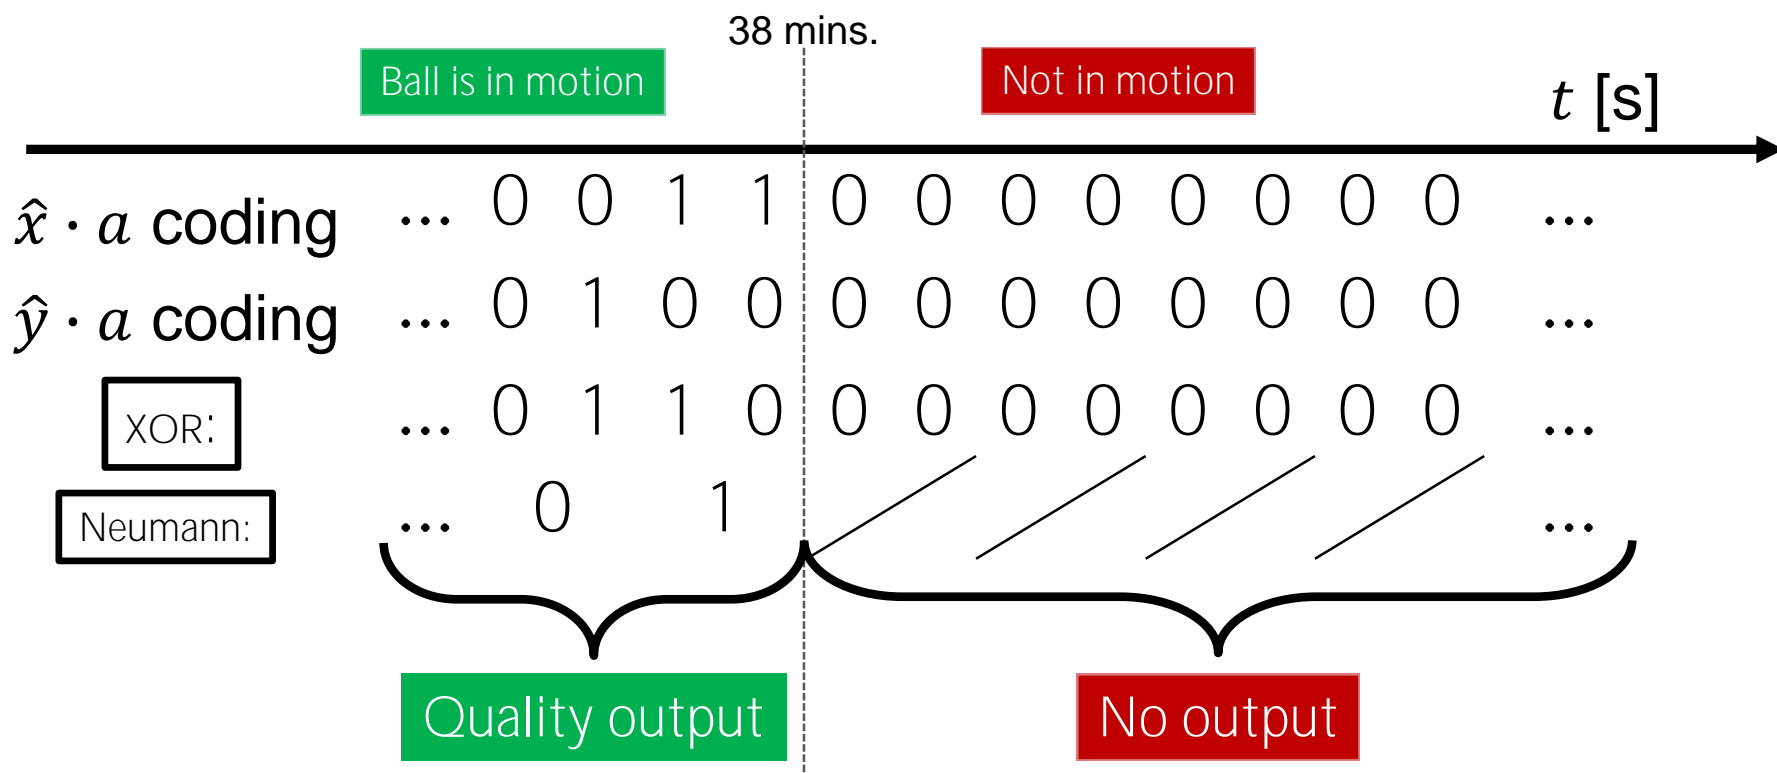 38 mins.
Ball is in motion
Not in motion
t [s]
x̂ · a coding ... 0 0 1 1 0 0 0 0 0 0 0 0 ...
ŷ · a coding ... 0 1 0 0 0 0 0 0 0 0 0 0 ...
XOR: ... 0 1 1 0 0 0 0 0 0 0 0 0 ...
Neumann: ... 0 1 ...
Quality output
No output